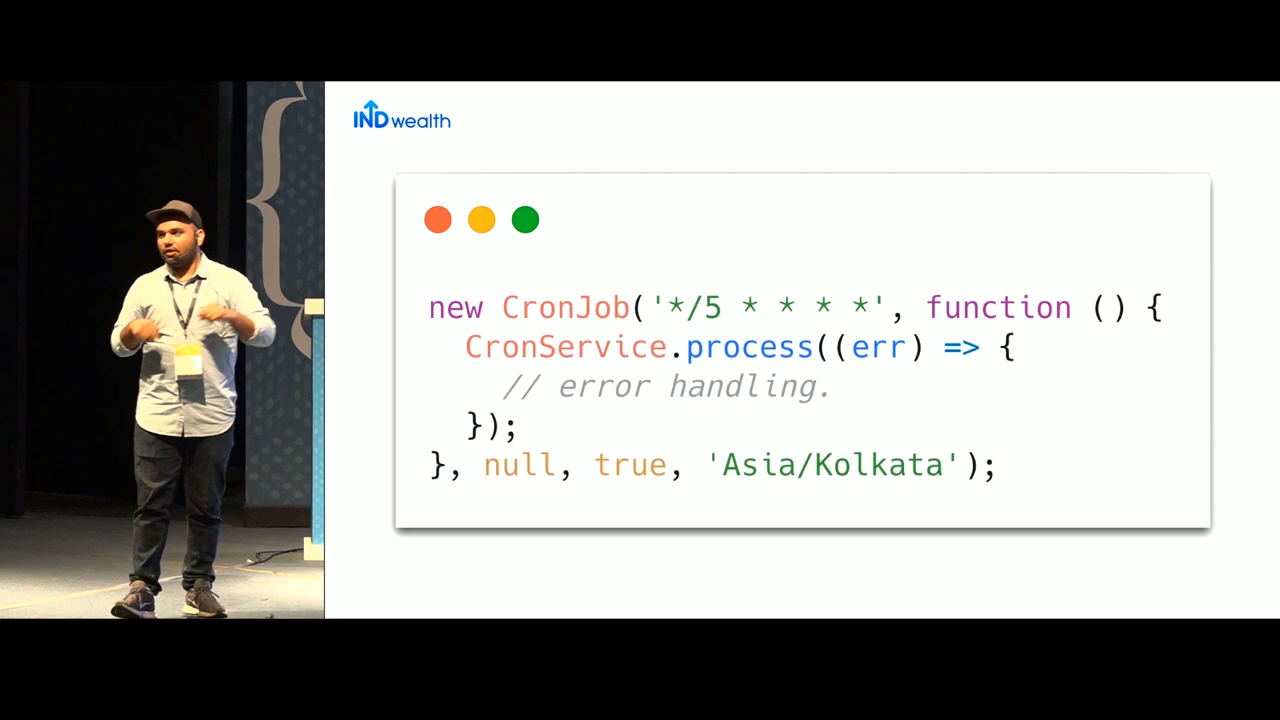 INDwealth
new CronJob('*/5 * * * *', function () {
CronService.process((err) => {
// error handling.
});
}, null, true, 'Asia/Kolkata');